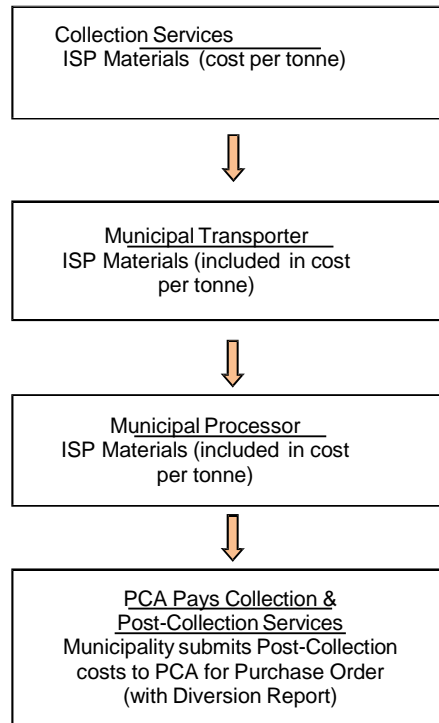 Collection Services
ISP Materials (cost per tonne)
Municipal Transporter
ISP Materials (included in cost
per tonne)
Municipal Processor
ISP Materials (included in cost
per tonne)
PCA Pays Collection &
Post-Collection Services
Municipality submits Post-Collection
costs to PCA for Purchase Order
(with Diversion Report)